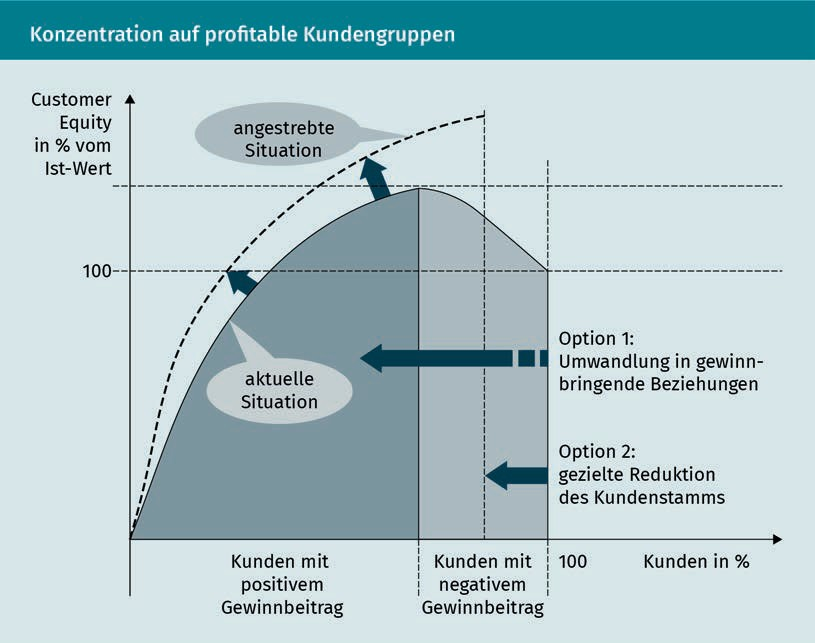 Konzentration auf profitable Kundengruppen
Customer
Equity
in % vom
Ist-Wert
angestrebte
Situation
100
aktuelle
Situation
Option 1:
Umwandlung in gewinn-
bringende Beziehungen
Option 2:
gezielte Reduktion
des Kundenstamms
Kunden mit
positivem
Gewinnbeitrag
Kunden mit
negativem
Gewinnbeitrag
100
Kunden in %